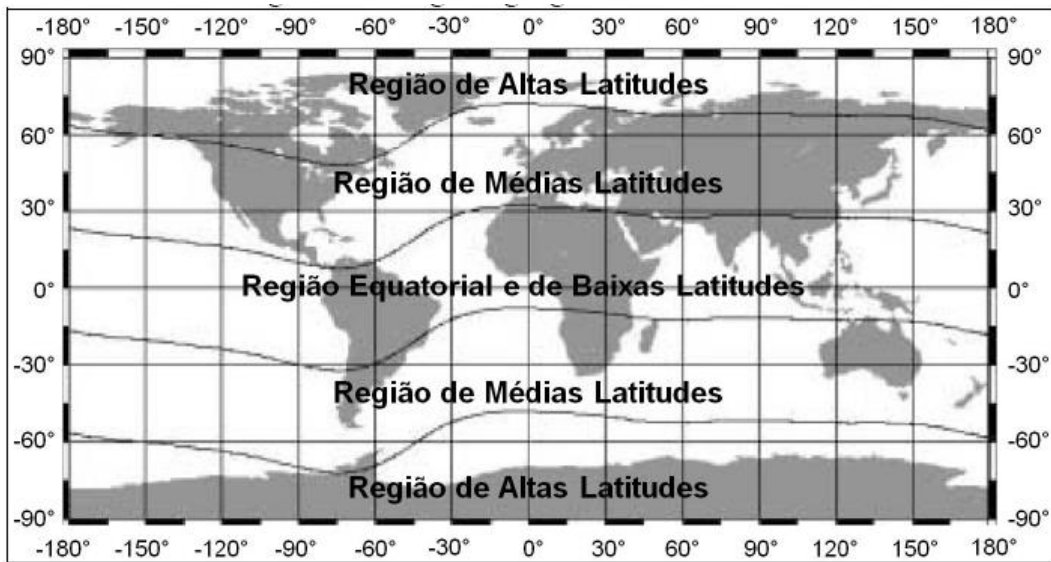 -180° -150° -120° -90° -60° -30° 0° 30° 60° 90° 120° 150° 180°
90° 90°
Região de Altas Latitudes
60° 60°
Região de Médias Latitudes
30° 30°
Região Equatorial e de Baixas Latitudes
0° 0°
-30° -30°
Região de Médias Latitudes
-60° -60°
Região de Altas Latitudes
-90° -90°
-180° -150° -120° -90° -60° -30° 0° 30° 60° 90° 120° 150° 180°